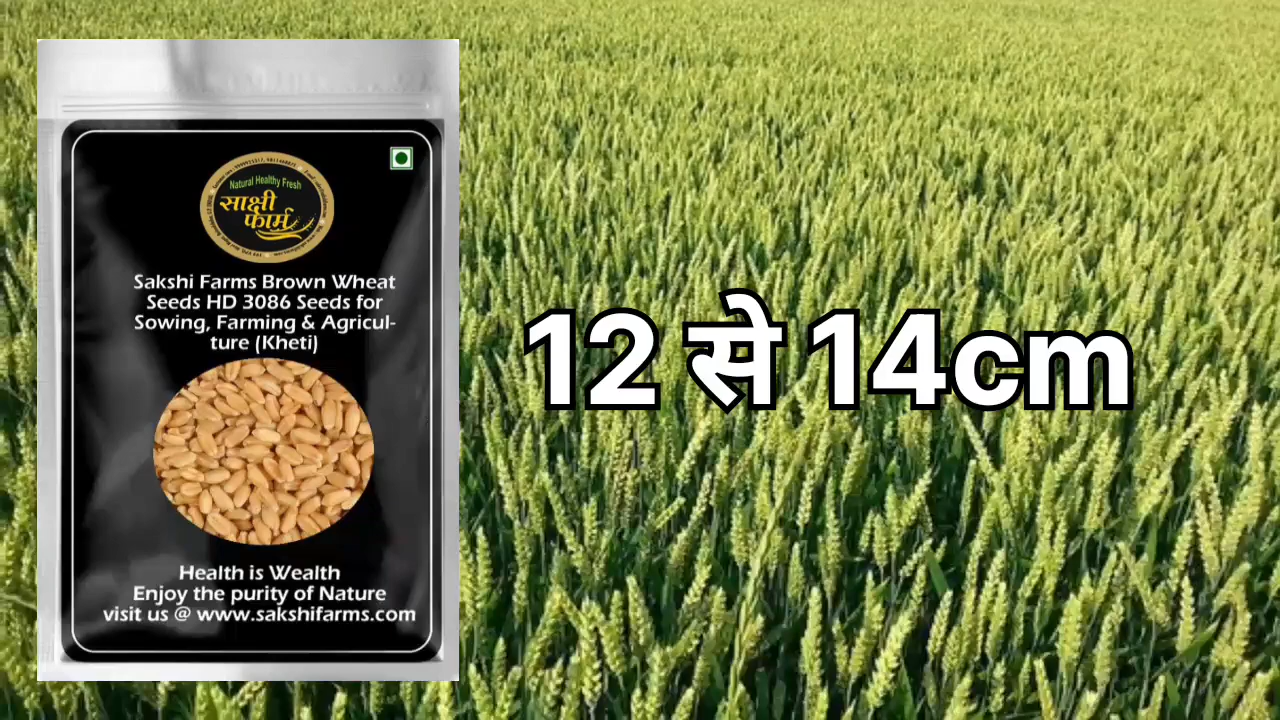 Natural Healthy Fresh
साक्षी
फार्म
Sakshi Farms Brown Wheat
Seeds HD 3086 Seeds for
Sowing, Farming & Agricul-
ture (Kheti)
Health is Wealth
Enjoy the purity of Nature
visit us @ www.sakshifarms.com
12 से 14cm